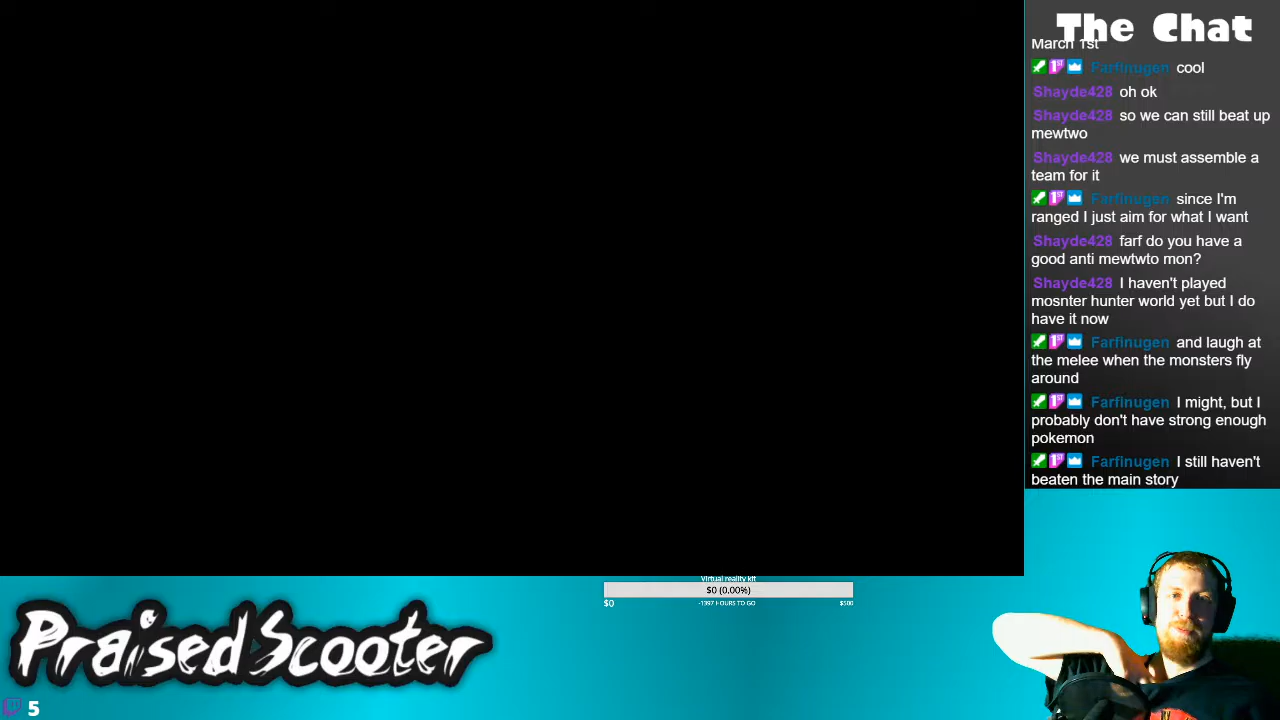 The Chat
March 1st
Farfinugen cool
Shayde428 oh ok
Shayde428 so we can still beat up
mewtwo
Shayde428 we must assemble a
team for it
Farfinugen since I'm
ranged I just aim for what I want
Shayde428 farf do you have a
good anti mewtwto mon?
Shayde428 I haven't played
mosnter hunter world yet but I do
have it now
Farfinugen and laugh at
the melee when the monsters fly
around
Farfinugen I might, but I
probably don't have strong enough
pokemon
Farfinugen I still haven't
beaten the main story
Virtual reality kit
$0 (0.00%)
$0 -1397 HOURS TO GO $500
PraisedScooter
5